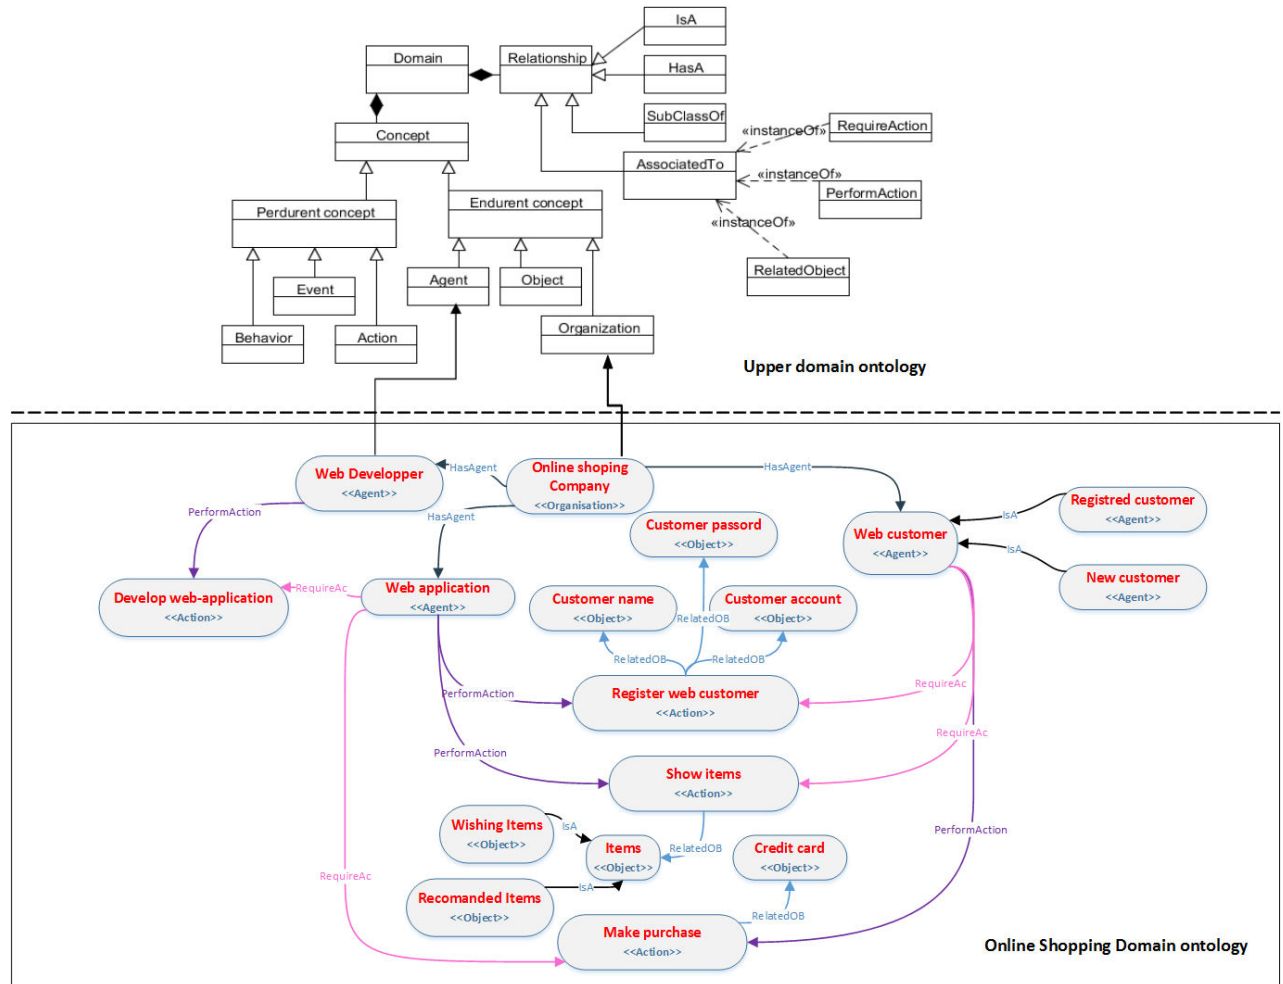 IsA
Domain
Relationship
HasA
SubClassOf
Concept
«instanceOf»
RequireAction
AssociatedTo
«instanceOf»
PerformAction
Perdurent concept
Endurent concept
«instanceOf»
RelatedObject
Event
Agent
Object
Behavior
Action
Organization
Upper domain ontology
Web Developper
<<Agent>>
HasAgent
Online shoping
Company
<<Organisation>>
HasAgent
PerformAction
HasAgent
Customer passord
<<Object>>
Web customer
<<Agent>>
IsA
Registred customer
<<Agent>>
IsA
New customer
<<Agent>>
Develop web-application
<<Action>>
RequireAc
Web application
<<Agent>>
Customer name
<<Object>>
Customer account
<<Object>>
RelatedOB
RelatedOB
RelatedOB
PerformAction
Register web customer
<<Action>>
RequireAc
RequireAc
PerformAction
Show items
<<Action>>
Wishing Items
<<Object>>
IsA
Items
<<Object>>
RelatedOB
Credit card
<<Object>>
PerformAction
RequireAc
Recomanded Items
<<Object>>
IsA
RelatedOB
Make purchase
<<Action>>
Online Shopping Domain ontology